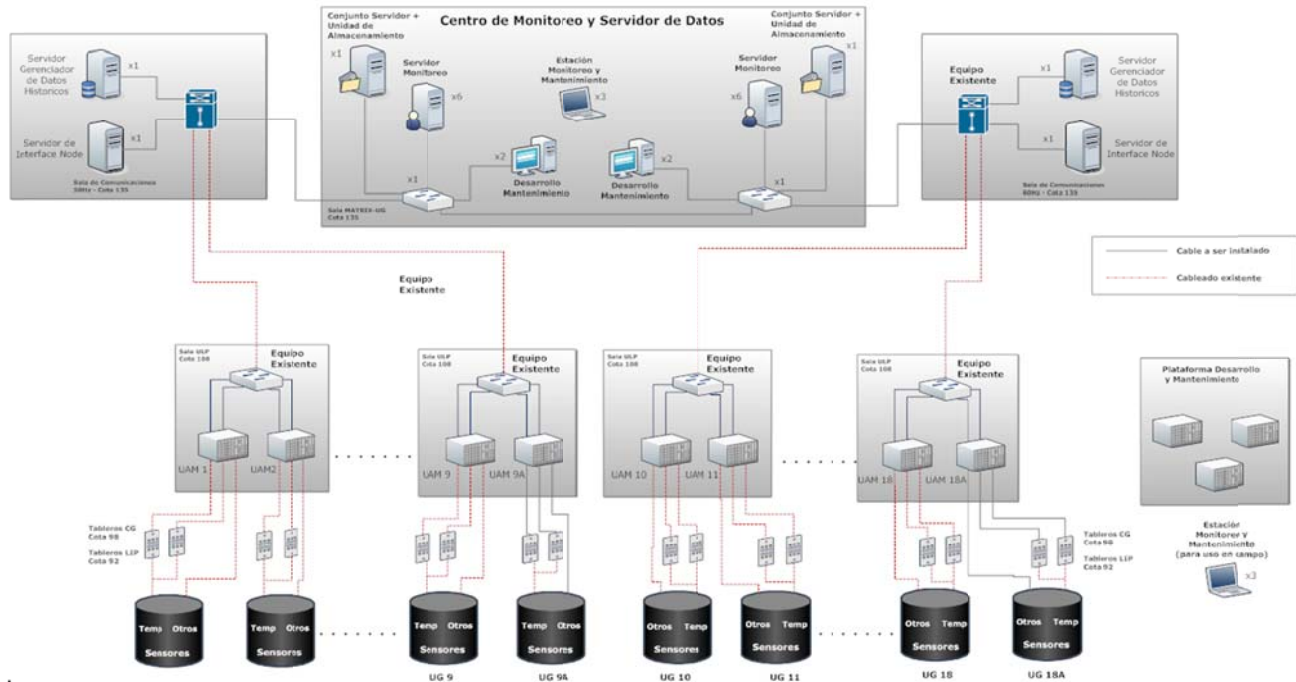 Conjunto Servidor +
Unidad de
Almacenamiento
x1
Centro de Monitoreo y Servidor de Datos
Conjunto Servidor +
Unidad de
Almacenamiento
x1
Servidor
Gerenciador
de Datos
Historicos
x1
Servidor de
Interface Node
x1
Sala de Comunicaciones
50Hz - Cota 135
Servidor
Monitoreo
x6
Estación
Monitoreo y
Mantenimiento
x3
Servidor
Monitoreo
x6
x2
Desarrollo
Mantenimiento
x2
Desarrollo
Mantenimiento
x1
x1
Sala MATRIX-UG
Cota 135
Equipo
Existente
x1
Servidor
Gerenciador
de Datos
Historicos
x1
Servidor de
Interface Node
Sala de Comunicaciones
60Hz - Cota 135
Cable a ser instalado
Cableado existente
Equipo
Existente
Sala ULP
Cota 108
Equipo
Existente
UAM 1
UAM2
Sala ULP
Cota 108
Equipo
Existente
UAM 9
UAM 9A
Sala ULP
Cota 108
Equipo
Existente
UAM 10
UAM 11
Sala ULP
Cota 108
Equipo
Existente
UAM 18
UAM 18A
Plataforma Desarrollo
y Mantenimiento
Tableros CG
Cota 98
Tableros LIP
Cota 92
Tableros CG
Cota 98
Tableros LIP
Cota 92
Estación
Monitoreo y
Mantenimiento
(para uso en campo)
x3
Temp Otros
Sensores
Temp Otros
Sensores
Temp Otros
Sensores
UG 9
Temp Otros
Sensores
UG 9A
Otros Temp
Sensores
UG 10
Otros Temp
Sensores
UG 11
Otros Temp
Sensores
UG 18
Otros Temp
Sensores
UG 18A